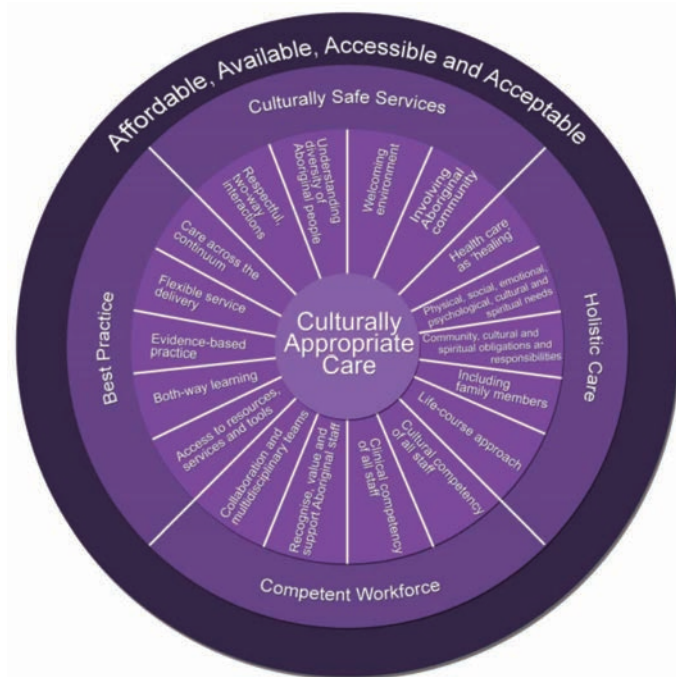 Affordable, Available, Accessible and Acceptable
Culturally Safe Services
Respectful,
two-way
interactions
Understanding
diversity of
Aboriginal people
Welcoming
environment
Involving
Aboriginal
community
Holistic Care
Health care
as 'healing'
Physical, social, emotional,
psychological, cultural and
spiritual needs
Community, cultural and
spiritual obligations and
responsibilities
Including
family members
Life-course approach
Competent Workforce
Cultural competency
of all staff
Clinical competency
of all staff
Recognise, value and
support Aboriginal staff
Collaboration and
multidisciplinary teams
Best Practice
Access to resources,
services and tools
Both-way learning
Evidence-based
practice
Flexible service
delivery
Care across the
continuum
Culturally
Appropriate
Care